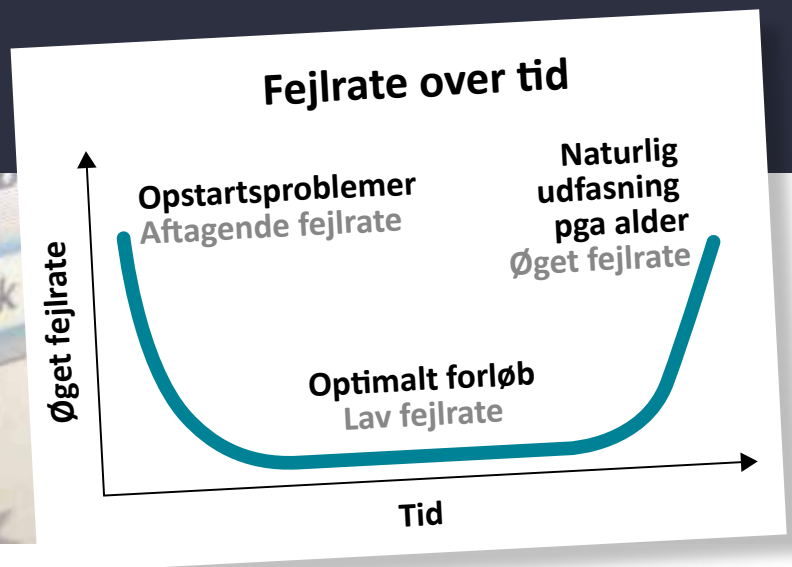 Fejlrate over tid
Opstartsproblemer
Aftagende fejlrate
Naturlig
udfasning
pga alder
Øget fejlrate
Øget fejlrate
Optimalt forløb
Lav fejlrate
Tid